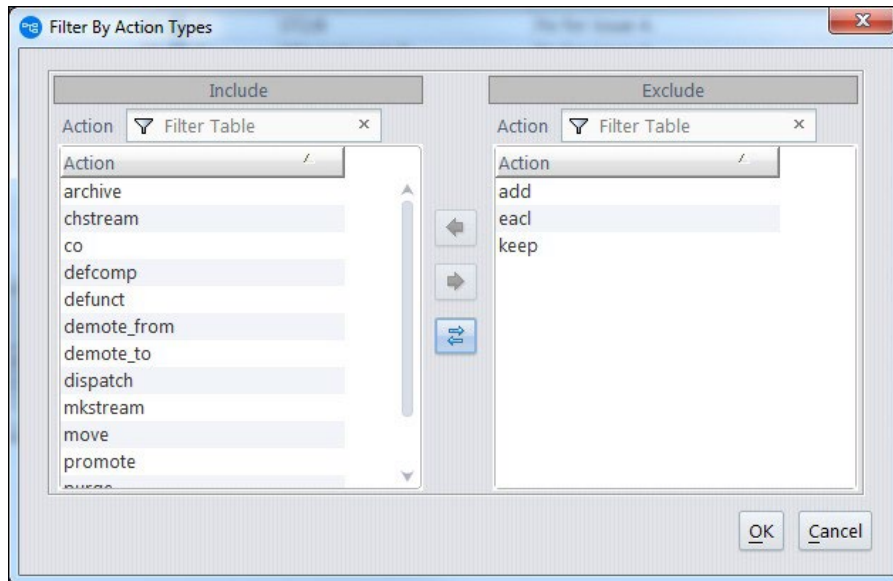 Filter By Action Types
Include
Exclude
Action Filter Table
Action Filter Table
Action
Action
archive
chstream
co
defcomp
defunct
demote_from
demote_to
dispatch
mkstream
move
promote
purge
add
eacl
keep
OK
Cancel